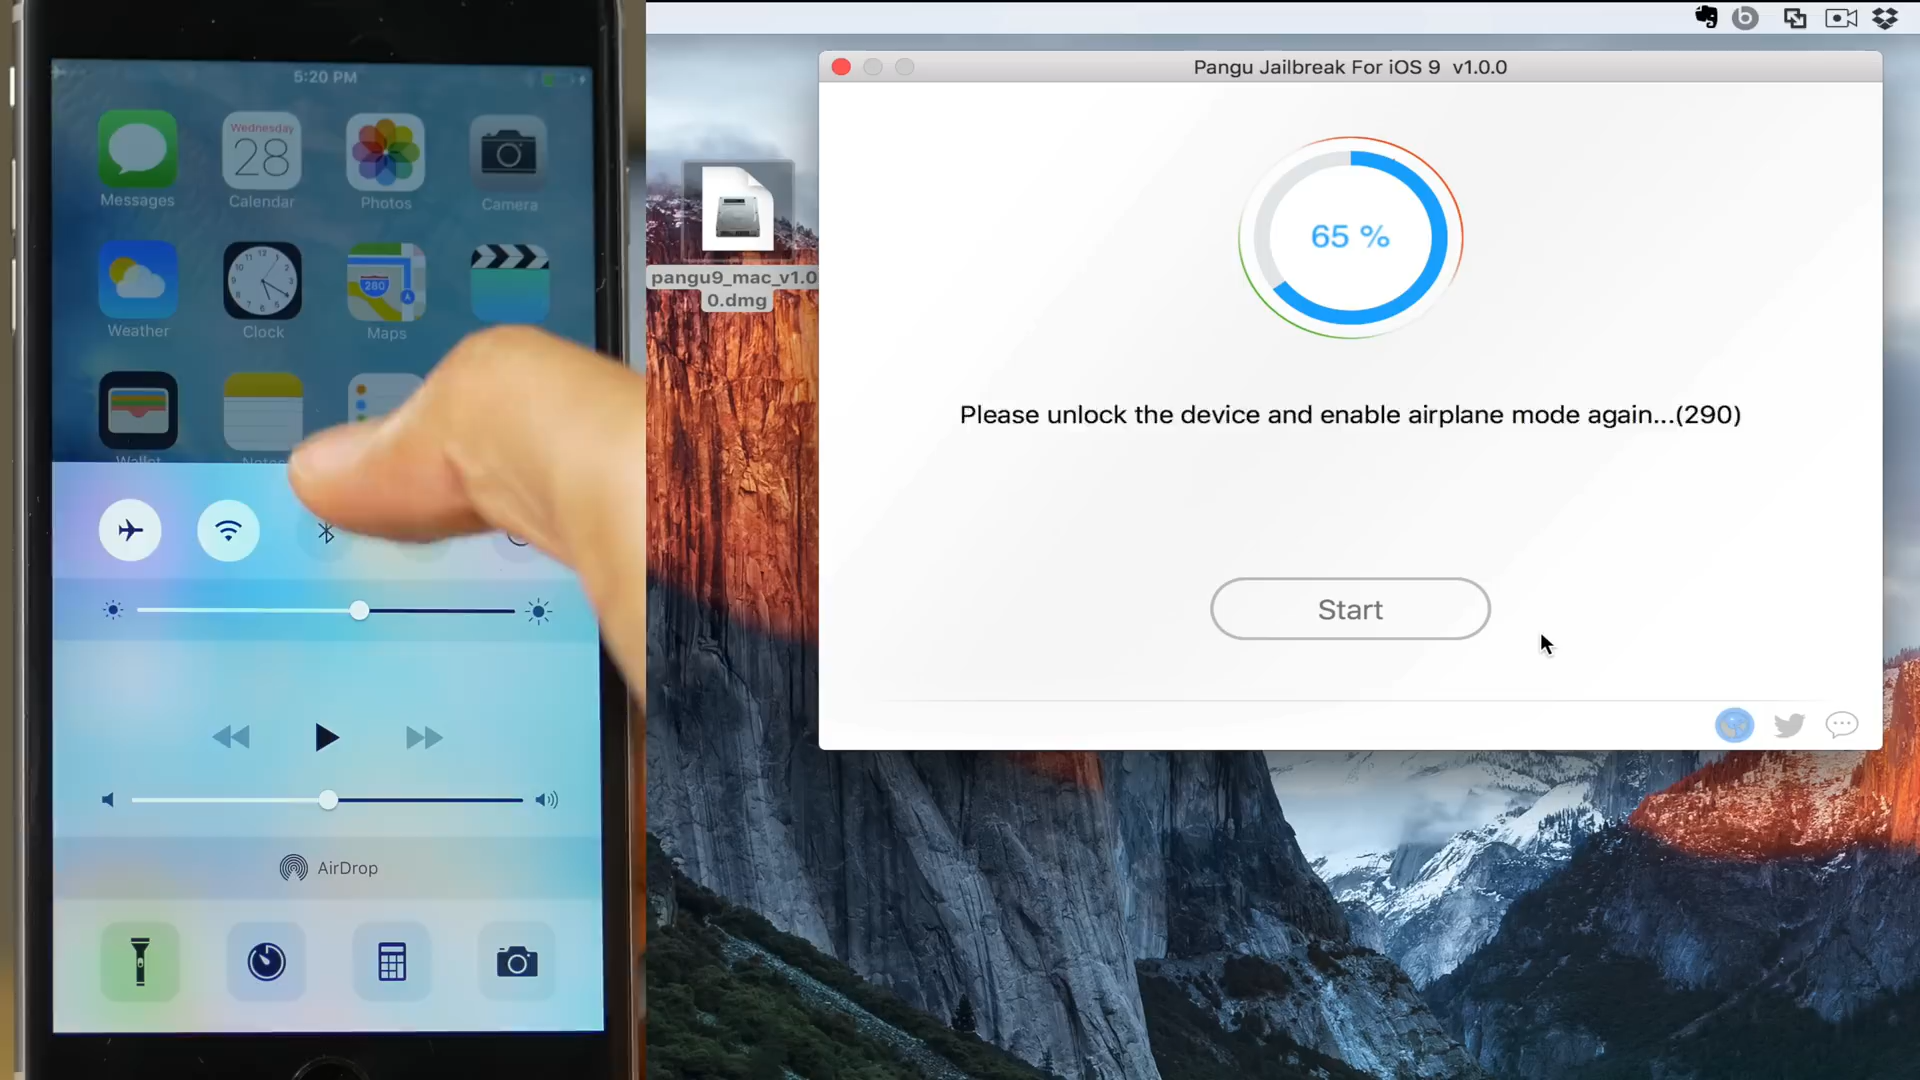 5:20 PM
Wednesday
28
Messages
Calendar
Photos
Camera
280
Weather
Clock
Maps
Wallet
Notes
AirDrop
Pangu Jailbreak For iOS 9 v1.0.0
65 %
pangu9_mac_v1.0
0.dmg
Please unlock the device and enable airplane mode again...(290)
Start